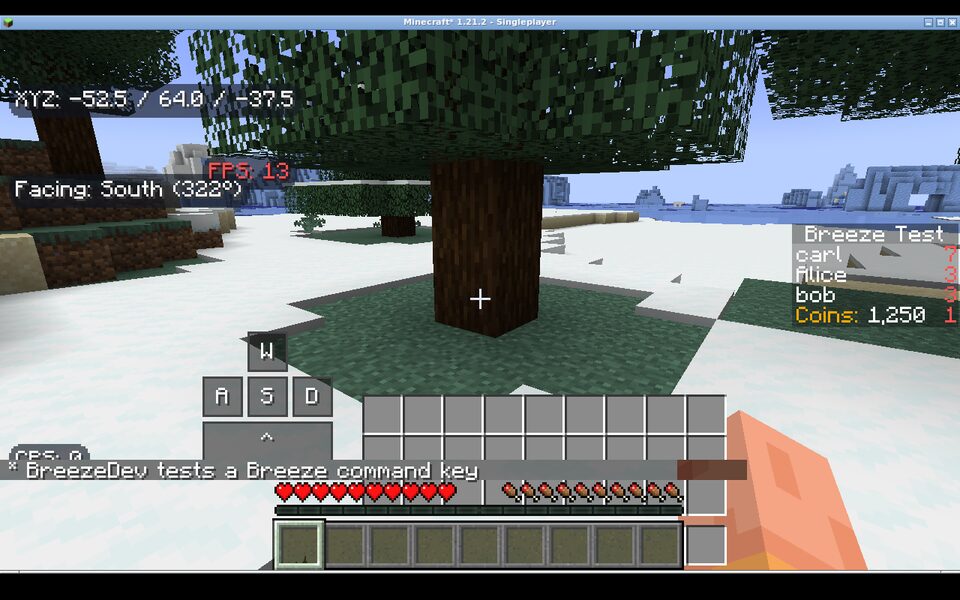 Minecraft* 1.21.2 - Singleplayer
XYZ: -52.5 / 64.0 / -37.5
FPS: 13
Facing: South (322°)
Breeze Test
carl 7
Alice 3
bob
Coins: 1,250 1
W
A S D
^
CPS: 0
* BreezeDev tests a Breeze command key